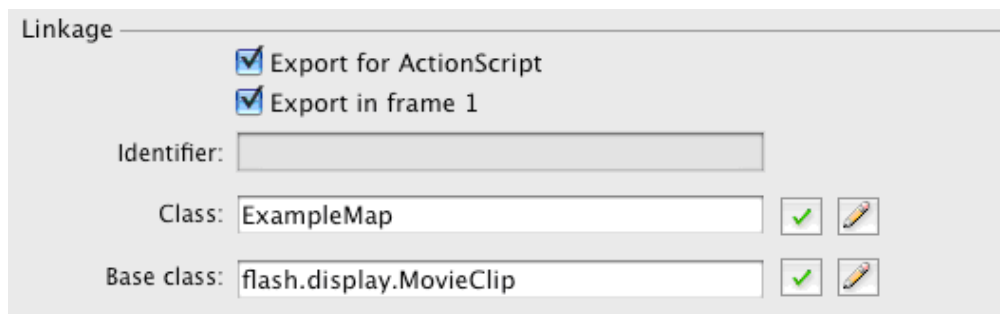 Linkage
Export for ActionScript
Export in frame 1
Identifier:
Class: ExampleMap
Base class: flash.display.MovieClip